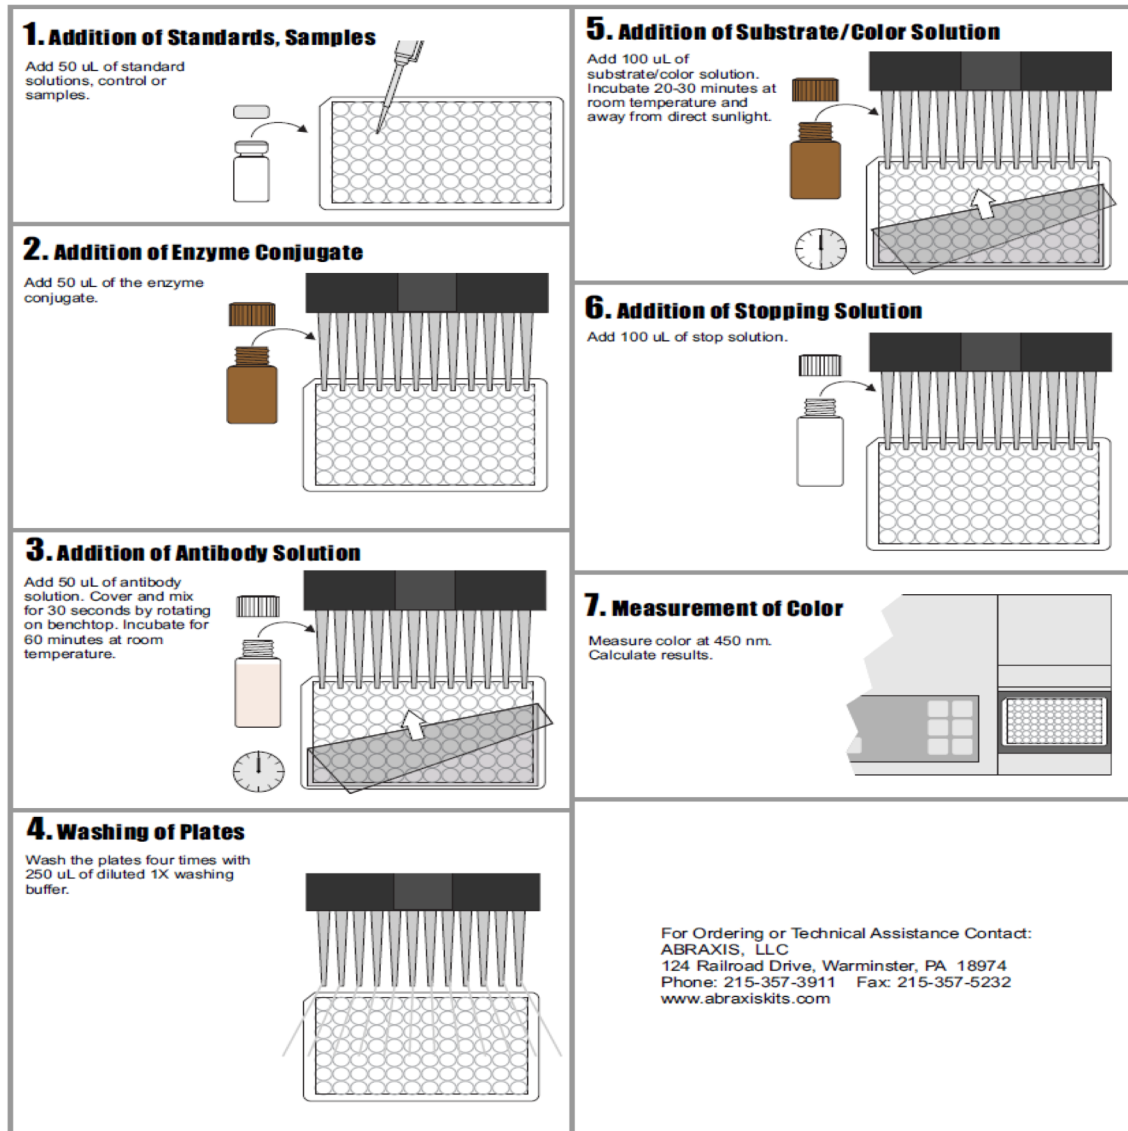 1. Addition of Standards, Samples
Add 50 uL of standard
solutions, control or
samples.
2. Addition of Enzyme Conjugate
Add 50 uL of the enzyme
conjugate.
3. Addition of Antibody Solution
Add 50 uL of antibody
solution. Cover and mix
for 30 seconds by rotating
on benchtop. Incubate for
60 minutes at room
temperature.
4. Washing of Plates
Wash the plates four times with
250 uL of diluted 1X washing
buffer.
5. Addition of Substrate/Color Solution
Add 100 uL of
substrate/color solution.
Incubate 20-30 minutes at
room temperature and
away from direct sunlight.
6. Addition of Stopping Solution
Add 100 uL of stop solution.
7. Measurement of Color
Measure color at 450 nm.
Calculate results.
For Ordering or Technical Assistance Contact:
ABRAXIS, LLC
124 Railroad Drive, Warminster, PA 18974
Phone: 215-357-3911 Fax: 215-357-5232
www.abraxiskits.com